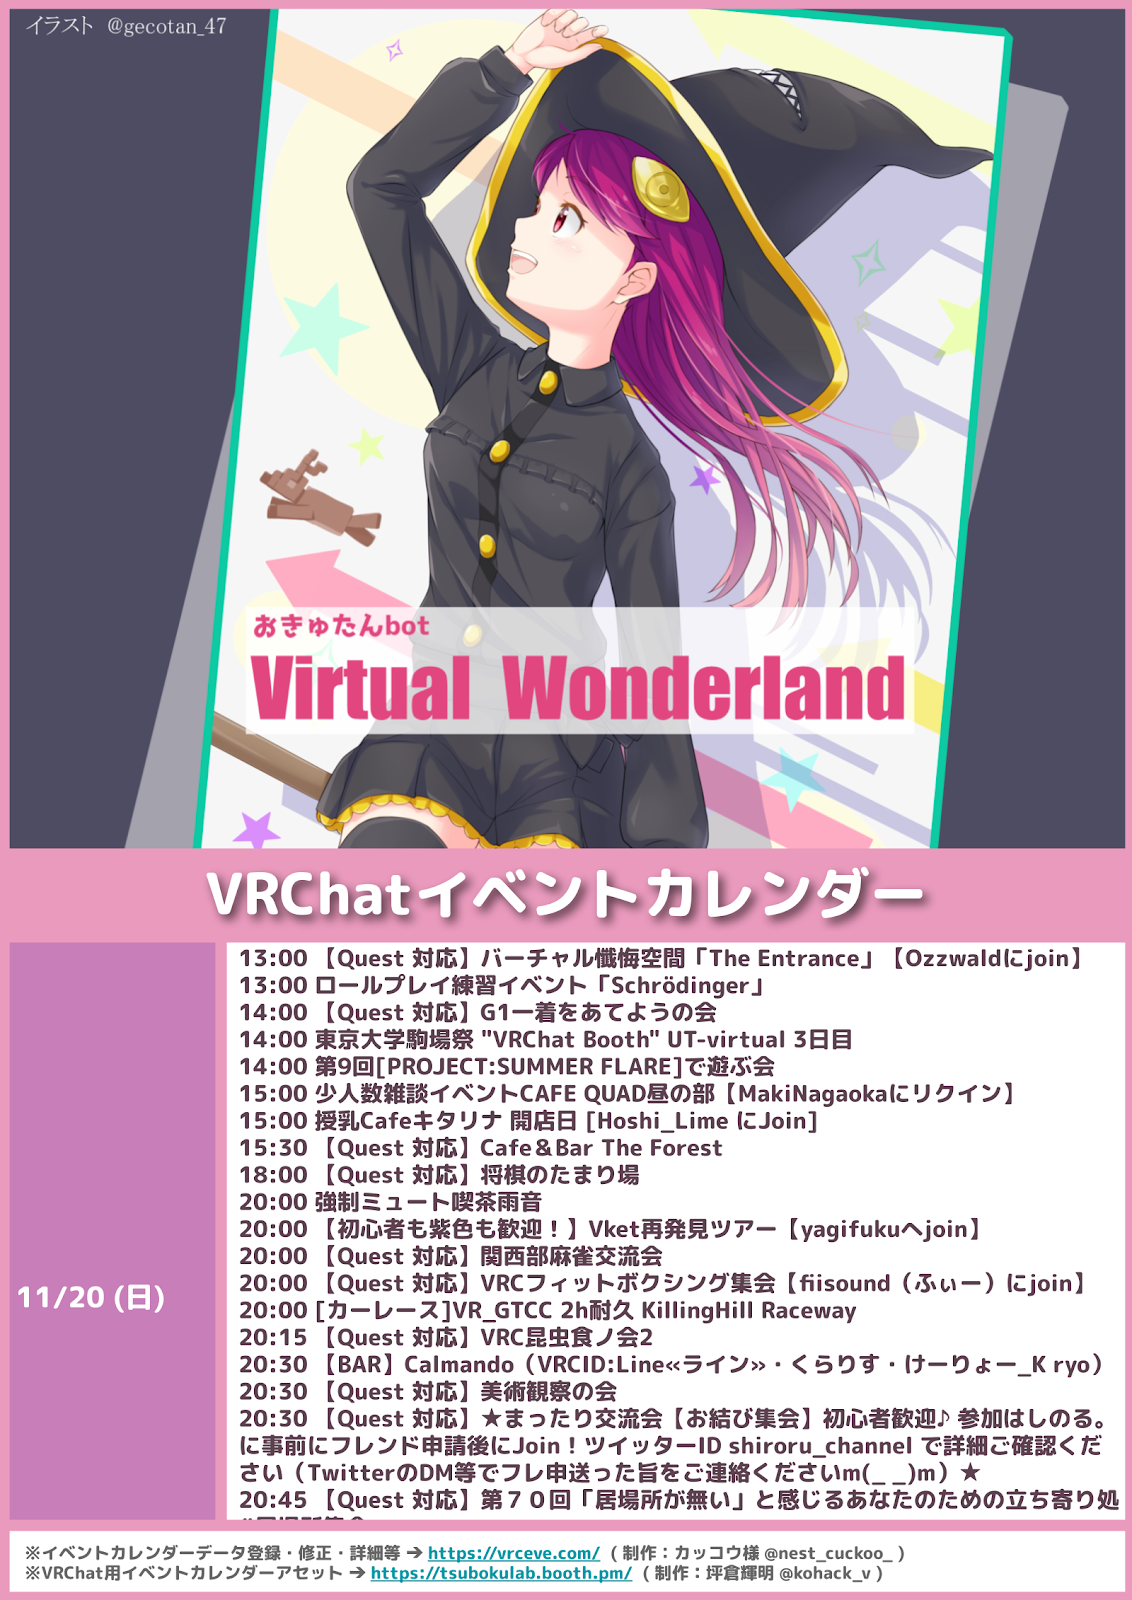 イラスト @gecotan_47
おきゅたんbot
Virtual Wonderland
VRChatイベントカレンダー
11/20 (日)
13:00 【Quest 対応】バーチャル懺悔空間「The Entrance」【Ozzwaldにjoin】
13:00 ロールプレイ練習イベント「Schrödinger」
14:00 【Quest 対応】G1一着をあてようの会
14:00 東京大学駒場祭 "VRChat Booth" UT-virtual 3日目
14:00 第9回[PROJECT:SUMMER FLARE]で遊ぶ会
15:00 少人数雑談イベントCAFE QUAD昼の部【MakiNagaokaにリクイン】
15:00 授乳Cafeキタリナ 開店日 [Hoshi_Lime にJoin]
15:30 【Quest 対応】Cafe＆Bar The Forest
18:00 【Quest 対応】将棋のたまり場
20:00 強制ミュート喫茶雨音
20:00 【初心者も紫色も歓迎！】Vket再発見ツアー【yagifukuへjoin】
20:00 【Quest 対応】関西部麻雀交流会
20:00 【Quest 対応】VRCフィットボクシング集会【fiisound（ふぃー）にjoin】
20:00 [カーレース]VR_GTCC 2h耐久 KillingHill Raceway
20:15 【Quest 対応】VRC昆虫食ノ会2
20:30 【BAR】Calmando（VRCID:Line«ライン»・くらりす・けーりょー_K ryo）
20:30 【Quest 対応】美術観察の会
20:30 【Quest 対応】★まったり交流会【お結び集会】初心者歓迎♪ 参加はしのる。
に事前にフレンド申請後にJoin！ツイッターID shiroru_channel で詳細ご確認くだ
さい（TwitterのDM等でフレ申送った旨をご連絡くださいm(_ _)m）★
20:45 【Quest 対応】第７０回「居場所が無い」と感じるあなたのための立ち寄り処
※イベントカレンダーデータ登録・修正・詳細等 ➔ https://vrceve.com/ （ 制作：カッコウ様 @nest_cuckoo_ ）
※VRChat用イベントカレンダーアセット ➔ https://tsubokulab.booth.pm/ （ 制作：坪倉輝明 @kohack_v ）